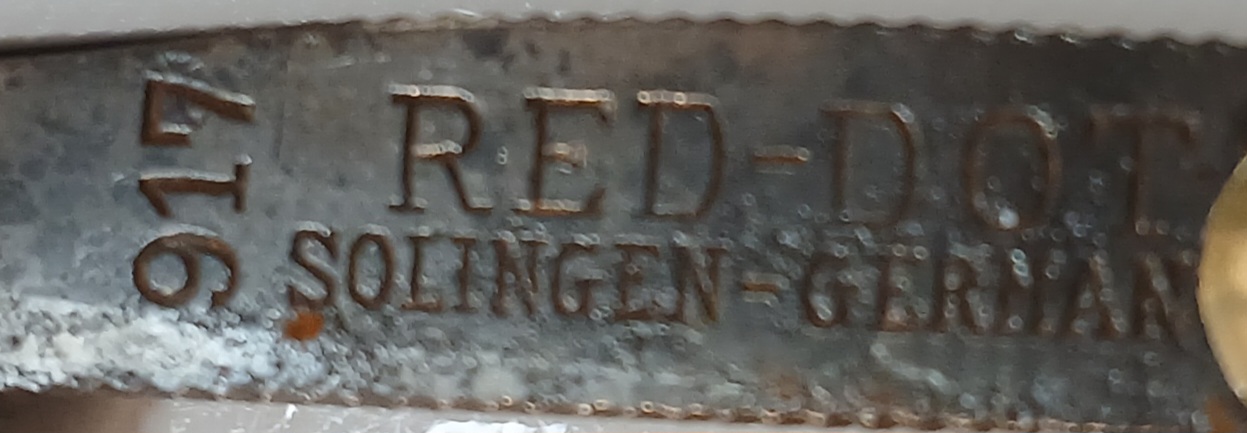 917
RED-DOT
SOLINGEN-GERMAN